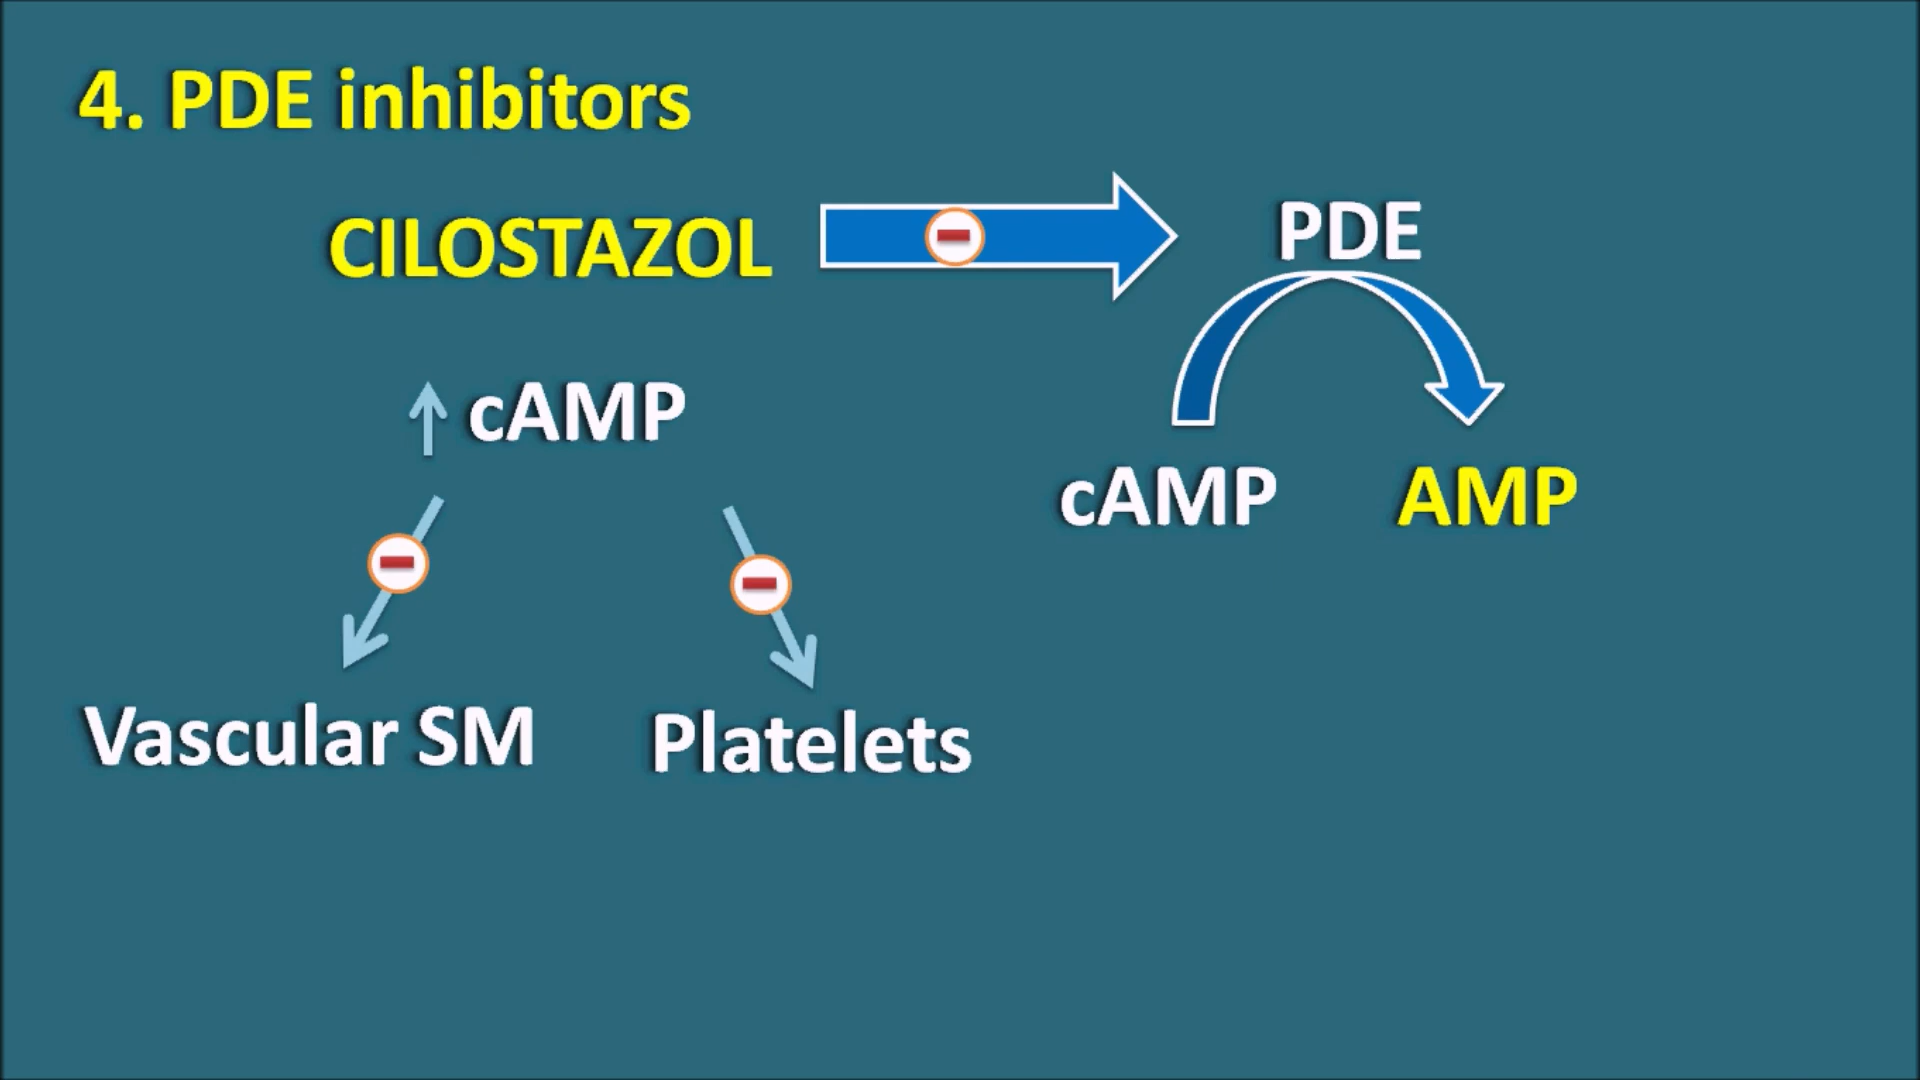 4. PDE inhibitors
CILOSTAZOL
PDE
cAMP
cAMP
AMP
Vascular SM
Platelets